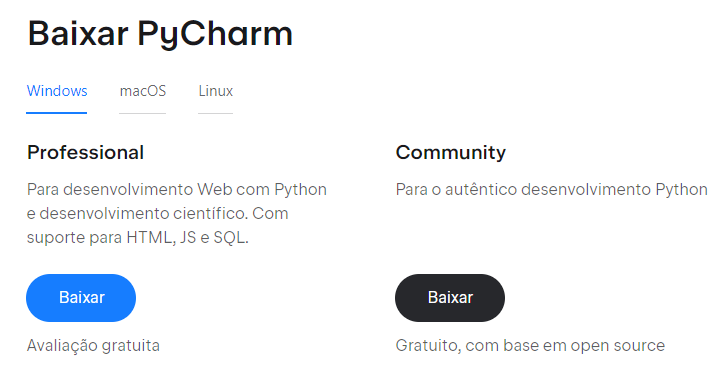 Baixar PyCharm
Windows macOS Linux
Professional
Para desenvolvimento Web com Python
e desenvolvimento científico. Com
suporte para HTML, JS e SQL.
Baixar
Avaliação gratuita
Community
Para o autêntico desenvolvimento Python
Baixar
Gratuito, com base em open source